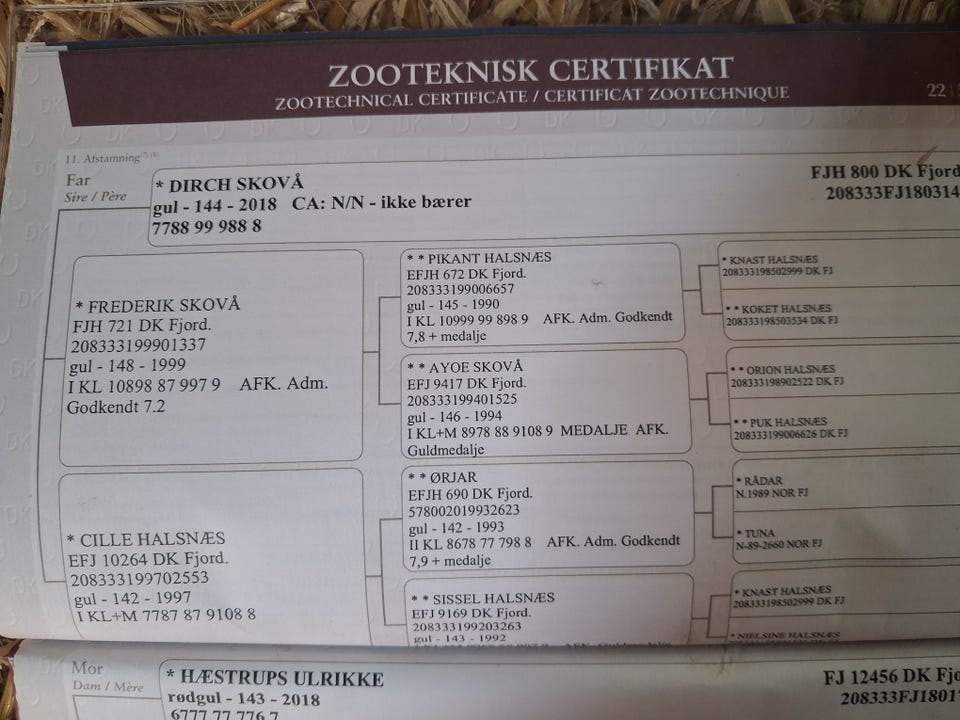 ZOOTEKNISK CERTIFIKAT
ZOOTECHNICAL CERTIFICATE / CERTIFICAT ZOOTECHNIQUE
22
11. Afstamning
Far
Sire / Père
* DIRCH SKOVÅ
FJH 800 DK Fjord
gul - 144 - 2018 CA: N/N - ikke bærer
208333FJ180314
7788 99 988 8
* FREDERIK SKOVÅ
FJH 721 DK Fjord.
208333199901337
gul - 148 - 1999
I KL 10898 87 997 9 AFK. Adm.
Godkendt 7.2
* * PIKANT HALSNÆS
EFJH 672 DK Fjord.
208333199006657
gul - 145 - 1990
I KL 10999 99 898 9 AFK. Adm. Godkendt
7,8 + medalje
* KNAST HALSNÆS
208333198502999 DK FJ
* * KOKET HALSNÆS
208333198503534 DK FJ
* * AYOE SKOVÅ
EFJ 9417 DK Fjord.
208333199401525
gul - 146 - 1994
I KL+M 8978 88 9108 9 MEDALJE AFK.
Guldmedalje
* * ORION HALSNÆS
208333198902522 DK FJ
* * PUK HALSNÆS
208333199006626 DK FJ
* CILLE HALSNÆS
EFJ 10264 DK Fjord.
208333199702553
gul - 142 - 1997
I KL+M 7787 87 9108 8
* * ØRJAR
EFJH 690 DK Fjord.
578002019932623
gul - 142 - 1993
II KL 8678 77 798 8 AFK. Adm. Godkendt
7,9 + medalje
* RÅDAR
N.1989 NOR FJ
* TUNA
N-89-2660 NOR FJ
* * SISSEL HALSNÆS
EFJ 9169 DK Fjord.
208333199203263
gul - 143 - 1992
* KNAST HALSNÆS
208333198502999 DK FJ
* NIELSINE HALSNÆS
Mor
Dam / Mère
* HÆSTRUPS ULRIKKE
FJ 12456 DK Fjo
rødgul - 143 - 2018
208333FJ1801
6777 77 776 7